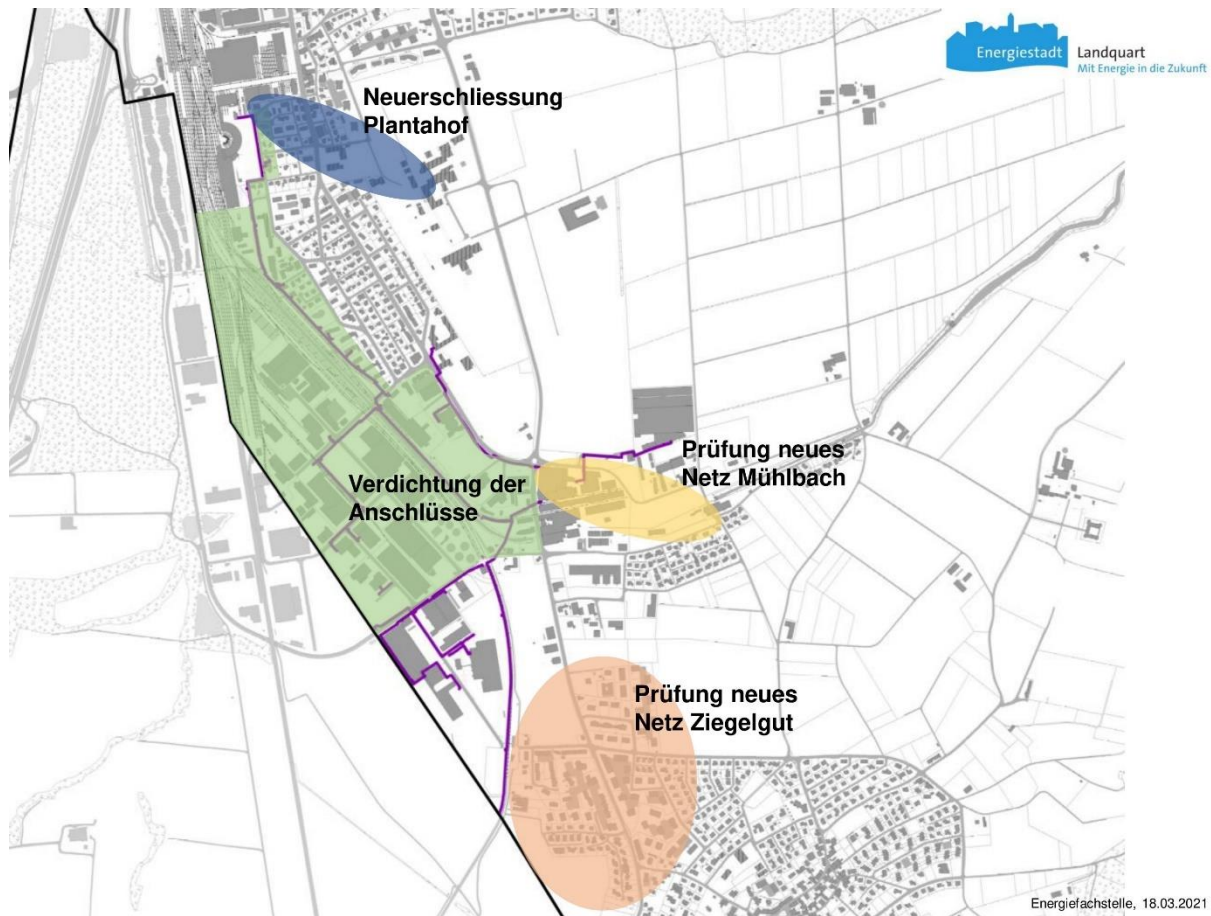 Energiestadt
Landquart
Mit Energie in die Zukunft
Neuerschliessung
Plantahof
Prüfung neues
Netz Mühlbach
Verdichtung der
Anschlüsse
Prüfung neues
Netz Ziegelgut
Energiefachstelle, 18.03.2021